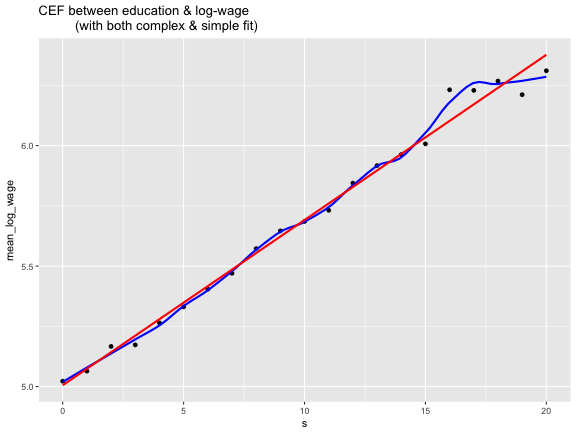 CEF between education & log-wage
(with both complex & simple fit)
6.0
5.5
5.0
mean_log_wage
0 5 10 15 20
s